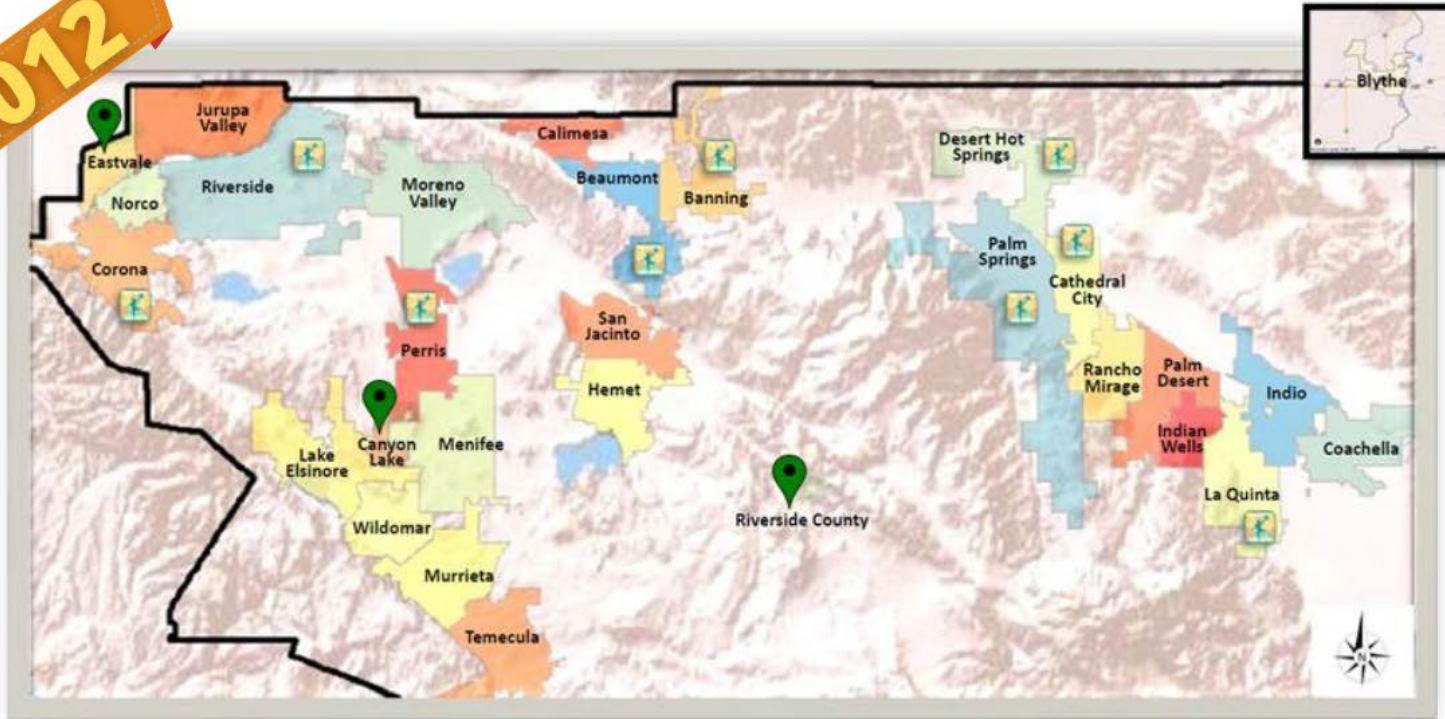 012
Blythe
Jurupa
Valley
Eastvale
Calimesa
Desert Hot
Springs
Riverside
Norco
Moreno
Valley
Beaumont
Banning
Corona
Palm
Springs
Cathedral
City
San
Jacinto
Perris
Hemet
Rancho
Mirage
Palm
Desert
Indio
Lake
Elsinore
Canyon
Lake
Menifee
Indian
Wells
Coachella
La Quinta
Wildomar
Riverside County
Murrieta
Temecula
N